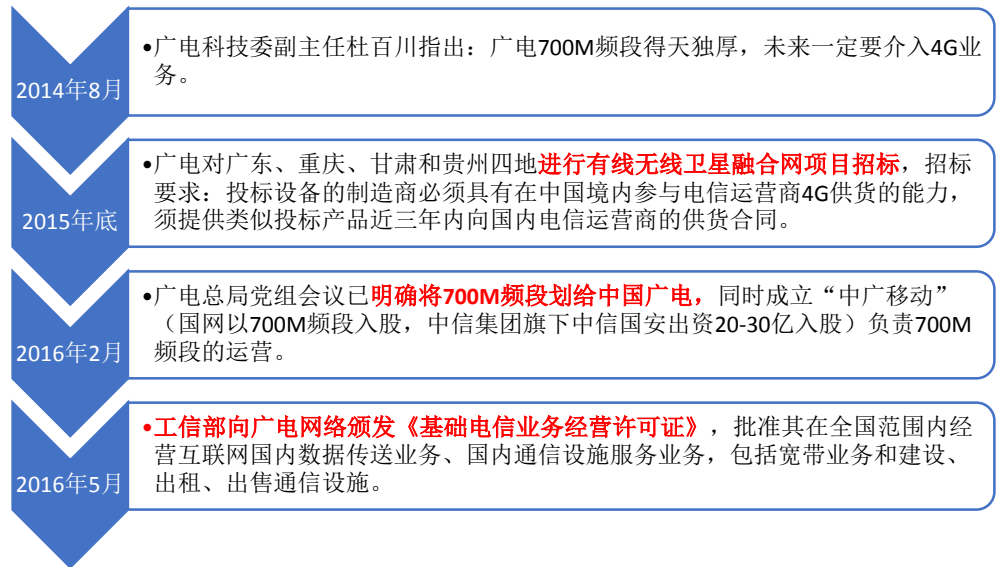 2014年8月
•广电科技委副主任杜百川指出：广电700M频段得天独厚，未来一定要介入4G业
务。
2015年底
•广电对广东、重庆、甘肃和贵州四地进行有线无线卫星融合网项目招标，招标
要求：投标设备的制造商必须具有在中国境内参与电信运营商4G供货的能力，
须提供类似投标产品近三年内向国内电信运营商的供货合同。
2016年2月
•广电总局党组会议已明确将700M频段划给中国广电，同时成立“中广移动”
（国网以700M频段入股，中信集团旗下中信国安出资20-30亿入股）负责700M
频段的运营。
2016年5月
•工信部向广电网络颁发《基础电信业务经营许可证》，批准其在全国范围内经
营互联网国内数据传送业务、国内通信设施服务业务，包括宽带业务和建设、
出租、出售通信设施。